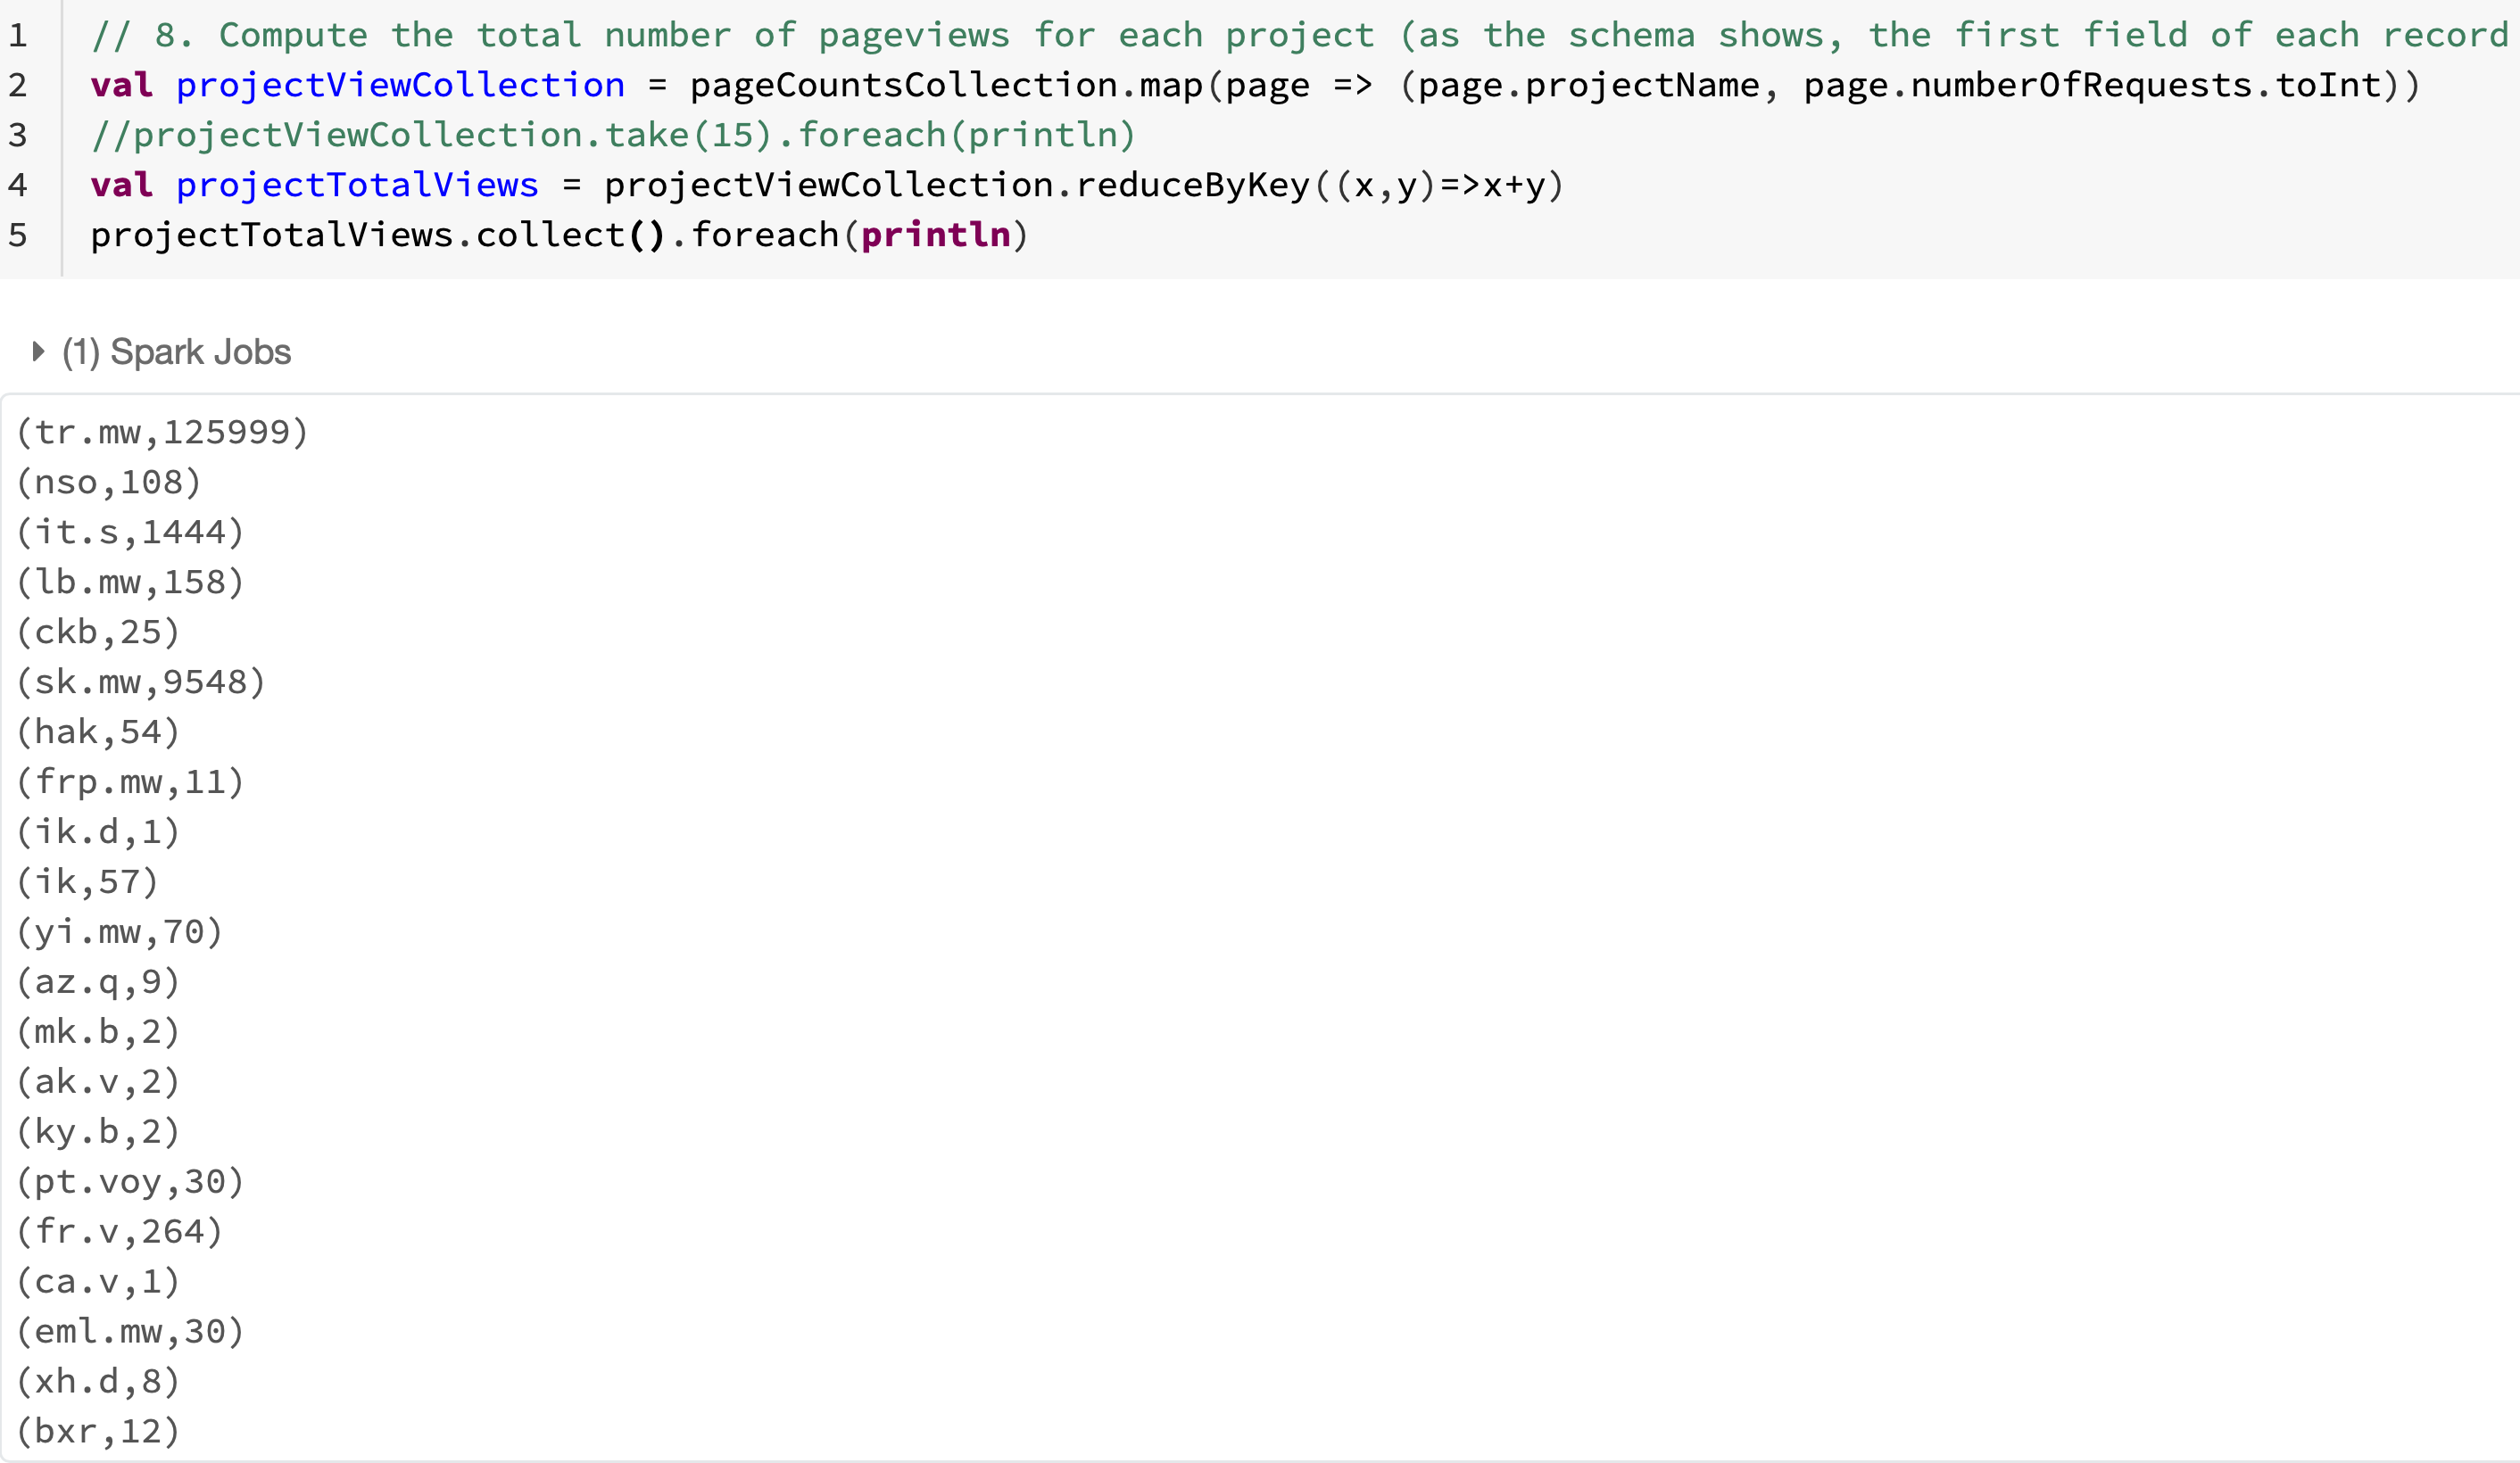 1 // 8. Compute the total number of pageviews for each project (as the schema shows, the first field of each record
2 val projectViewCollection = pageCountsCollection.map(page => (page.projectName, page.numberOfRequests.toInt))
3 //projectViewCollection.take(15).foreach(println)
4 val projectTotalViews = projectViewCollection.reduceByKey((x,y)=>x+y)
5 projectTotalViews.collect().foreach(println)
(1) Spark Jobs
(tr.mw,125999)
(nso,108)
(it.s,1444)
(lb.mw,158)
(ckb,25)
(sk.mw,9548)
(hak,54)
(frp.mw,11)
(ik.d,1)
(ik,57)
(yi.mw,70)
(az.q,9)
(mk.b,2)
(ak.v,2)
(ky.b,2)
(pt.voy,30)
(fr.v,264)
(ca.v,1)
(eml.mw,30)
(xh.d,8)
(bxr,12)